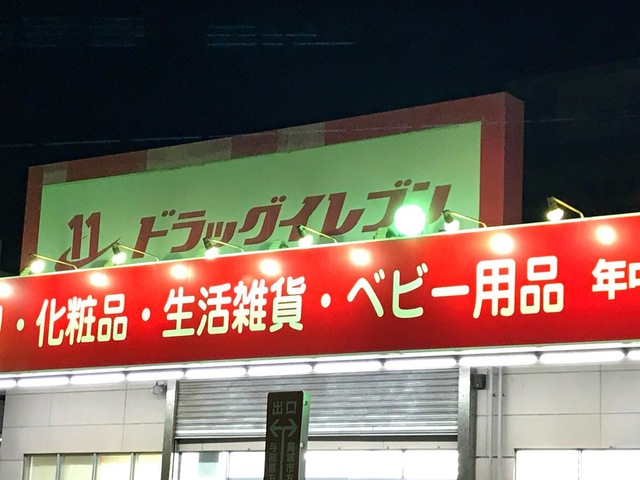 11 ドラッグイレブン
・化粧品・生活雑貨・ベビー用品 年中
出口